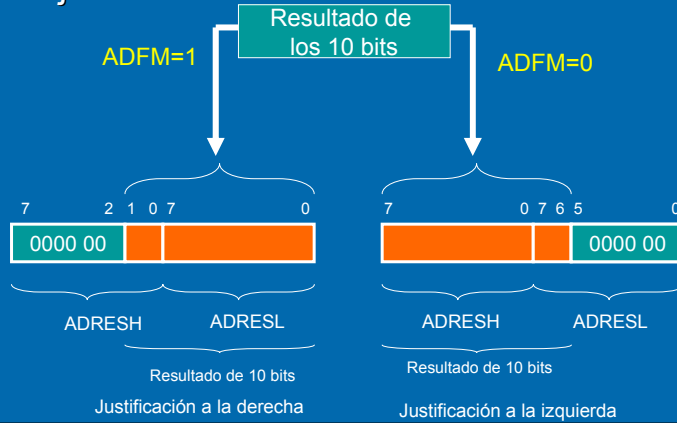 Resultado de
los 10 bits
ADFM=1
ADFM=0
7 2 1 0 7 0
7 0 7 6 5 0
0000 00
0000 00
ADRESH ADRESL
ADRESH ADRESL
Resultado de 10 bits
Resultado de 10 bits
Justificación a la derecha
Justificación a la izquierda